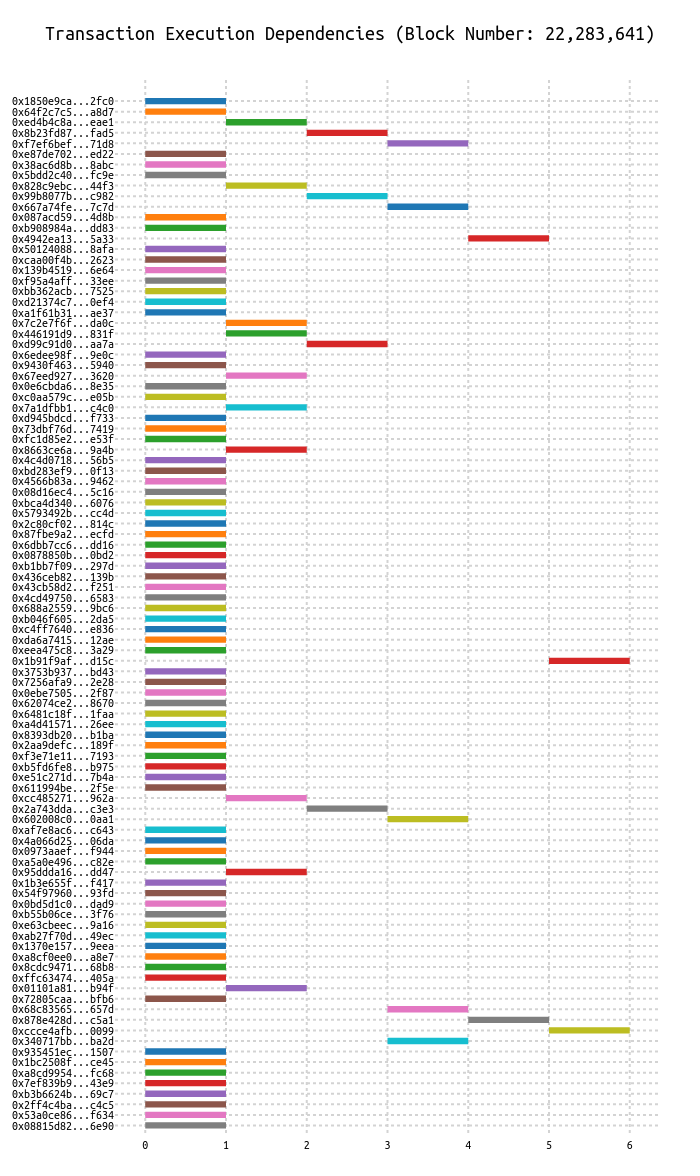 Transaction Execution Dependencies (Block Number: 22,283,641)
0x1850e9ca...2fc0
0x64f2c7c5...a8d7
0xed4b4c8a...eae1
0x8b23fd87...fad5
0xf7ef6bef...71d8
0xe87de702...ed22
0x38ac6d8b...8abc
0x5bdd2c40...fc9e
0x828c9ebc...44f3
0x99b8077b...c982
0x667a74fe...7c7d
0x087acd59...4d8b
0xb908984a...dd83
0x4942ea13...5a33
0x50124088...8afa
0xcaa00f4b...2623
0x139b4519...6e64
0xf95a4aff...33ee
0xbb362acb...7525
0xd21374c7...0ef4
0xa1f61b31...ae37
0x7c2e7f6f...da0c
0x446191d9...831f
0xd99c91d0...aa7a
0x6edee98f...9e0c
0x9430f463...5940
0x67eed927...3620
0x0e6cbda6...8e35
0xc0aa579c...e05b
0x7a1dfbb1...c4c0
0xd945bdcd...f733
0x73dbf76d...7419
0xfc1d85e2...e53f
0x8663ce6a...9a4b
0x4c4d0718...56b5
0xbd283ef9...0f13
0x4566b83a...9462
0x08d16ec4...5c16
0xbca4d340...6076
0x5793492b...cc4d
0x2c80cf02...814c
0x87fbe9a2...ecfd
0x6dbb7cc6...dd16
0x0878850b...0bd2
0xb1bb7f09...297d
0x436ceb82...139b
0x43cb58d2...f251
0x4cd49750...6583
0x688a2559...9bc6
0xb046f605...2da5
0xc4ff7640...e836
0xda6a7415...12ae
0xeea475c8...3a29
0x1b91f9af...d15c
0x3753b937...bd43
0x7256afa9...2e28
0x0ebe7505...2f87
0x62074ce2...8670
0x6481c18f...1faa
0xa4d41571...26ee
0x8393db20...b1ba
0x2aa9defc...189f
0xf3e71e11...7193
0xb5fd6fe8...b975
0xe51c271d...7b4a
0x611994be...2f5e
0xcc485271...962a
0x2a743dda...c3e3
0x602008c0...0aa1
0xaf7e8ac6...c643
0x4a066d25...06da
0x0973aaef...f944
0xa5a0e496...c82e
0x95ddda16...dd47
0x1b3e655f...f417
0x54f97960...93fd
0x0bd5d1c0...dad9
0xb55b06ce...3f76
0xe63cbeec...9a16
0xab27f70d...49ec
0x1370e157...9eea
0xa8cf0ee0...a8e7
0x8cdc9471...68b8
0xffc63474...405a
0x01101a81...b94f
0x72805caa...bfb6
0x68c83565...657d
0x878e428d...c5a1
0xccce4afb...0099
0x340717bb...ba2d
0x935451ec...1507
0x1bc2508f...ce45
0xa8cd9954...fc68
0x7ef839b9...43e9
0xb3b6624b...69c7
0x2ff4c4ba...c4c5
0x53a0ce86...f634
0x08815d82...6e90
0 1 2 3 4 5 6